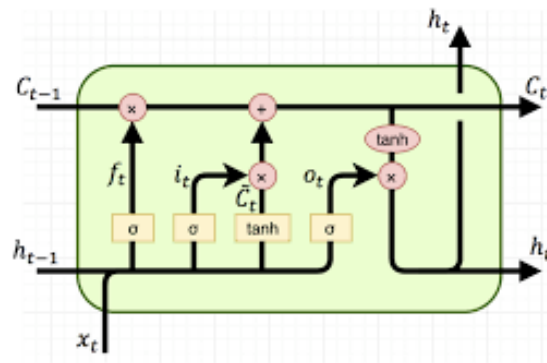 h_t
C_{t-1} × + C_t
tanh
f_t i_t × C̃_t o_t ×
σ σ tanh σ
h_{t-1} h_t
x_t